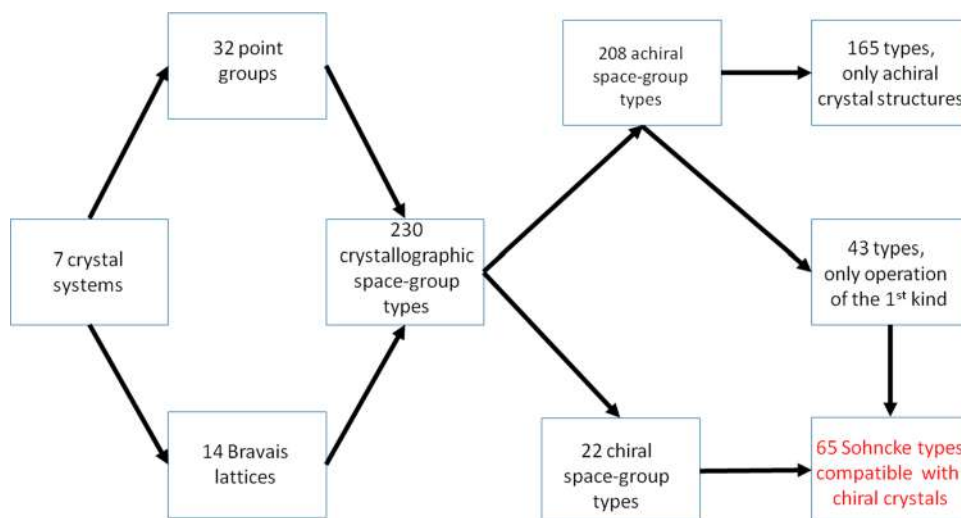 32 point
groups
208 achiral
space-group
types
165 types,
only achiral
crystal structures
7 crystal
systems
230
crystallographic
space-group
types
43 types,
only operation
of the 1st kind
14 Bravais
lattices
22 chiral
space-group
types
65 Sohncke types
compatible with
chiral crystals